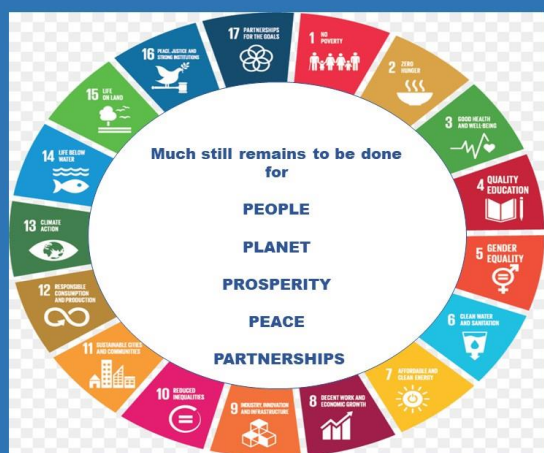 Much still remains to be done
for
PEOPLE
PLANET
PROSPERITY
PEACE
PARTNERSHIPS
1 NO
POVERTY
2 ZERO
HUNGER
3 GOOD HEALTH
AND WELL-BEING
4 QUALITY
EDUCATION
5 GENDER
EQUALITY
6 CLEAN WATER
AND SANITATION
7 AFFORDABLE AND
CLEAN ENERGY
8 DECENT WORK AND
ECONOMIC GROWTH
9 INDUSTRY, INNOVATION
AND INFRASTRUCTURE
10 REDUCED
INEQUALITIES
11 SUSTAINABLE CITIES
AND COMMUNITIES
12 RESPONSIBLE
CONSUMPTION
AND PRODUCTION
13 CLIMATE
ACTION
14 LIFE BELOW
WATER
15 LIFE
ON LAND
16 PEACE, JUSTICE AND
STRONG INSTITUTIONS
17 PARTNERSHIPS
FOR THE GOALS